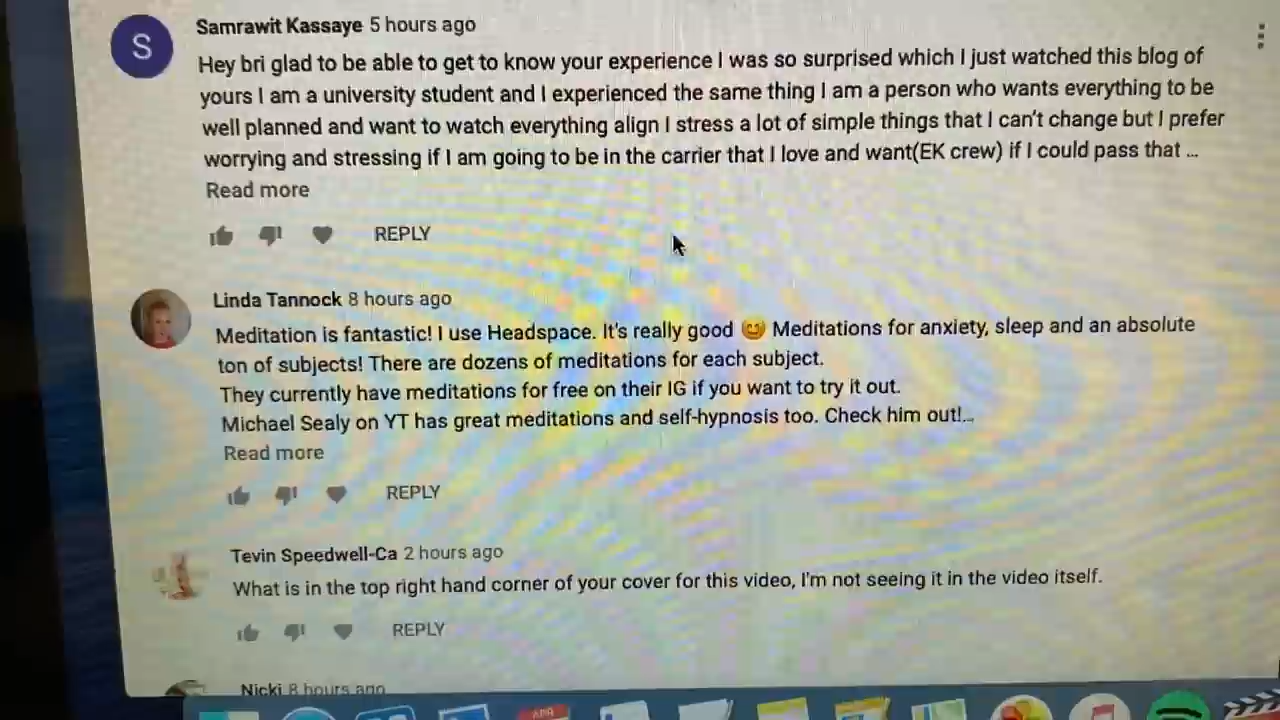 S
Samrawit Kassaye 5 hours ago
Hey bri glad to be able to get to know your experience I was so surprised which I just watched this blog of
yours I am a university student and I experienced the same thing I am a person who wants everything to be
well planned and want to watch everything align I stress a lot of simple things that I can't change but I prefer
worrying and stressing if I am going to be in the carrier that I love and want(EK crew) if I could pass that ...
Read more
REPLY
Linda Tannock 8 hours ago
Meditation is fantastic! I use Headspace. It's really good 😊 Meditations for anxiety, sleep and an absolute
ton of subjects! There are dozens of meditations for each subject.
They currently have meditations for free on their IG if you want to try it out.
Michael Sealy on YT has great meditations and self-hypnosis too. Check him out!...
Read more
REPLY
Tevin Speedwell-Ca 2 hours ago
What is in the top right hand corner of your cover for this video, I'm not seeing it in the video itself.
REPLY
Nicki 8 hours ago
APR